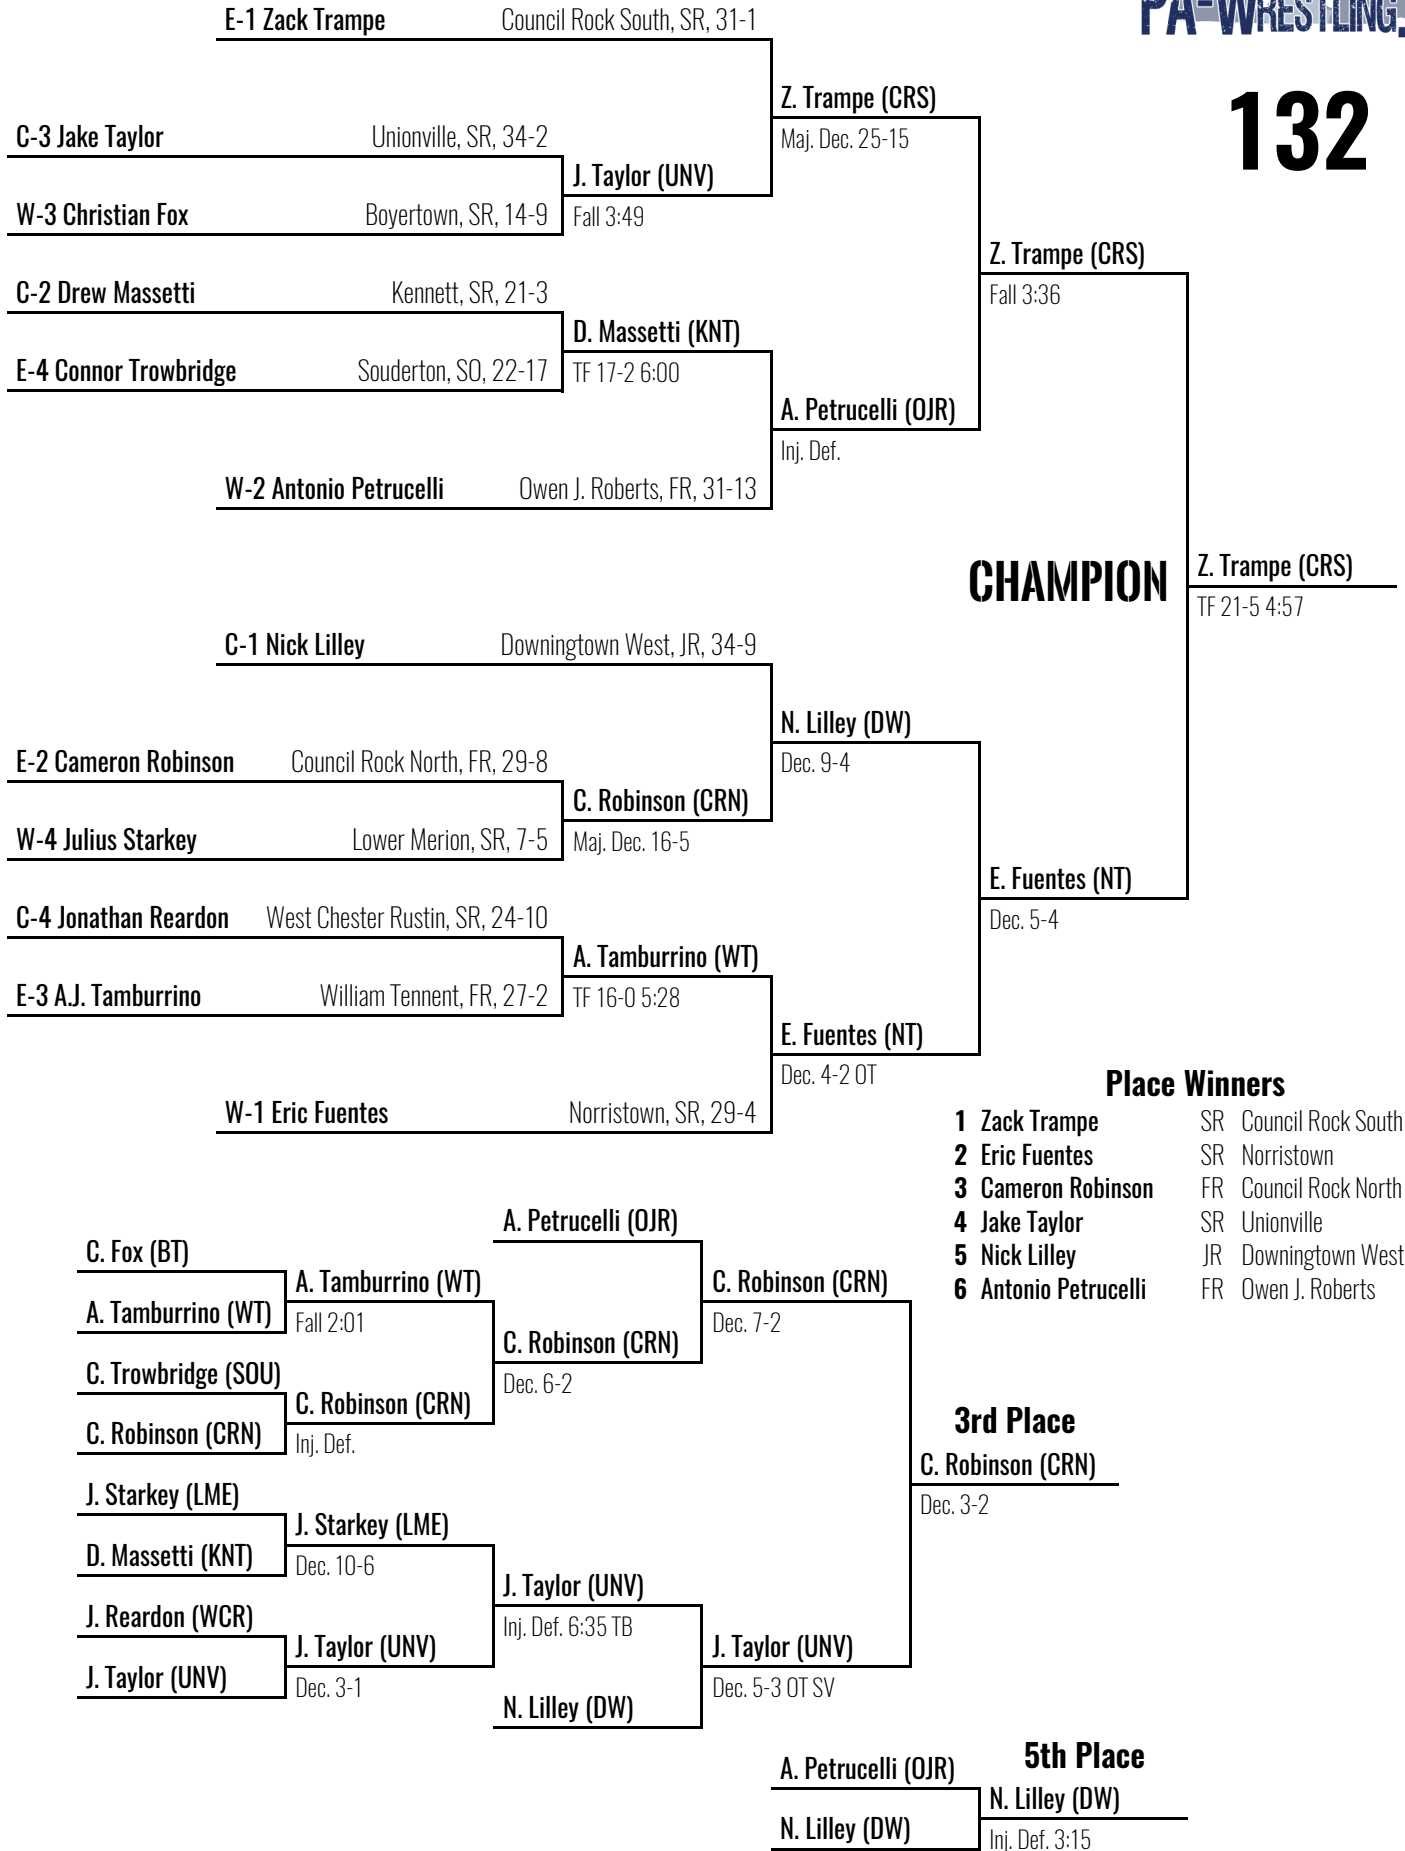 PA-WRESTLING.
132
E-1 Zack Trampe Council Rock South, SR, 31-1
Z. Trampe (CRS)
Maj. Dec. 25-15
C-3 Jake Taylor Unionville, SR, 34-2
J. Taylor (UNV)
W-3 Christian Fox Boyertown, SR, 14-9
Fall 3:49
Z. Trampe (CRS)
Fall 3:36
C-2 Drew Massetti Kennett, SR, 21-3
D. Massetti (KNT)
E-4 Connor Trowbridge Souderton, SO, 22-17
TF 17-2 6:00
A. Petrucelli (OJR)
Inj. Def.
W-2 Antonio Petrucelli Owen J. Roberts, FR, 31-13
CHAMPION
Z. Trampe (CRS)
TF 21-5 4:57
C-1 Nick Lilley Downingtown West, JR, 34-9
N. Lilley (DW)
Dec. 9-4
E-2 Cameron Robinson Council Rock North, FR, 29-8
C. Robinson (CRN)
W-4 Julius Starkey Lower Merion, SR, 7-5
Maj. Dec. 16-5
E. Fuentes (NT)
Dec. 5-4
C-4 Jonathan Reardon West Chester Rustin, SR, 24-10
A. Tamburrino (WT)
E-3 A.J. Tamburrino William Tennent, FR, 27-2
TF 16-0 5:28
E. Fuentes (NT)
Dec. 4-2 OT
W-1 Eric Fuentes Norristown, SR, 29-4
Place Winners
1 Zack Trampe SR Council Rock South
2 Eric Fuentes SR Norristown
3 Cameron Robinson FR Council Rock North
4 Jake Taylor SR Unionville
5 Nick Lilley JR Downingtown West
6 Antonio Petrucelli FR Owen J. Roberts
A. Petrucelli (OJR)
C. Fox (BT)
A. Tamburrino (WT)
C. Robinson (CRN)
A. Tamburrino (WT)
Fall 2:01
Dec. 7-2
C. Robinson (CRN)
C. Trowbridge (SOU)
Dec. 6-2
C. Robinson (CRN)
C. Robinson (CRN)
Inj. Def.
3rd Place
C. Robinson (CRN)
Dec. 3-2
J. Starkey (LME)
J. Starkey (LME)
D. Massetti (KNT)
Dec. 10-6
J. Taylor (UNV)
J. Reardon (WCR)
Inj. Def. 6:35 TB
J. Taylor (UNV)
J. Taylor (UNV)
J. Taylor (UNV)
Dec. 3-1
Dec. 5-3 OT SV
N. Lilley (DW)
5th Place
A. Petrucelli (OJR)
N. Lilley (DW)
N. Lilley (DW)
Inj. Def. 3:15